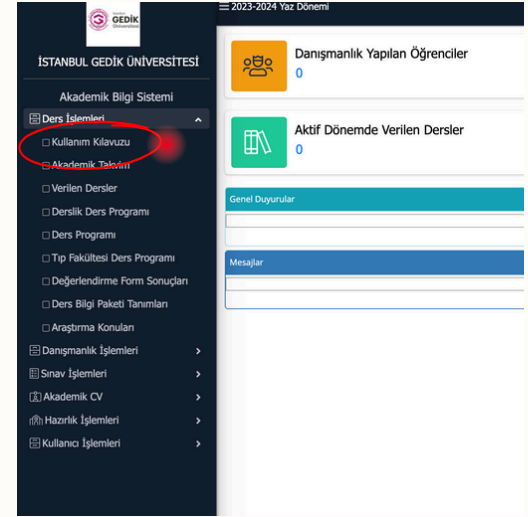 GEDİK
Üniversitesi
İSTANBUL GEDİK ÜNİVERSİTESİ
Akademik Bilgi Sistemi
Ders İşlemleri
Kullanım Kılavuzu
Akademik Takvim
Verilen Dersler
Derslik Ders Programı
Ders Programı
Tıp Fakültesi Ders Programı
Değerlendirme Form Sonuçları
Ders Bilgi Paketi Tanımları
Araştırma Konuları
Danışmanlık İşlemleri
Sınav İşlemleri
Akademik CV
Hazırlık İşlemleri
Kullanıcı İşlemleri
2023-2024 Yaz Dönemi
Danışmanlık Yapılan Öğrenciler
0
Aktif Dönemde Verilen Dersler
0
Genel Duyurular
Mesajlar